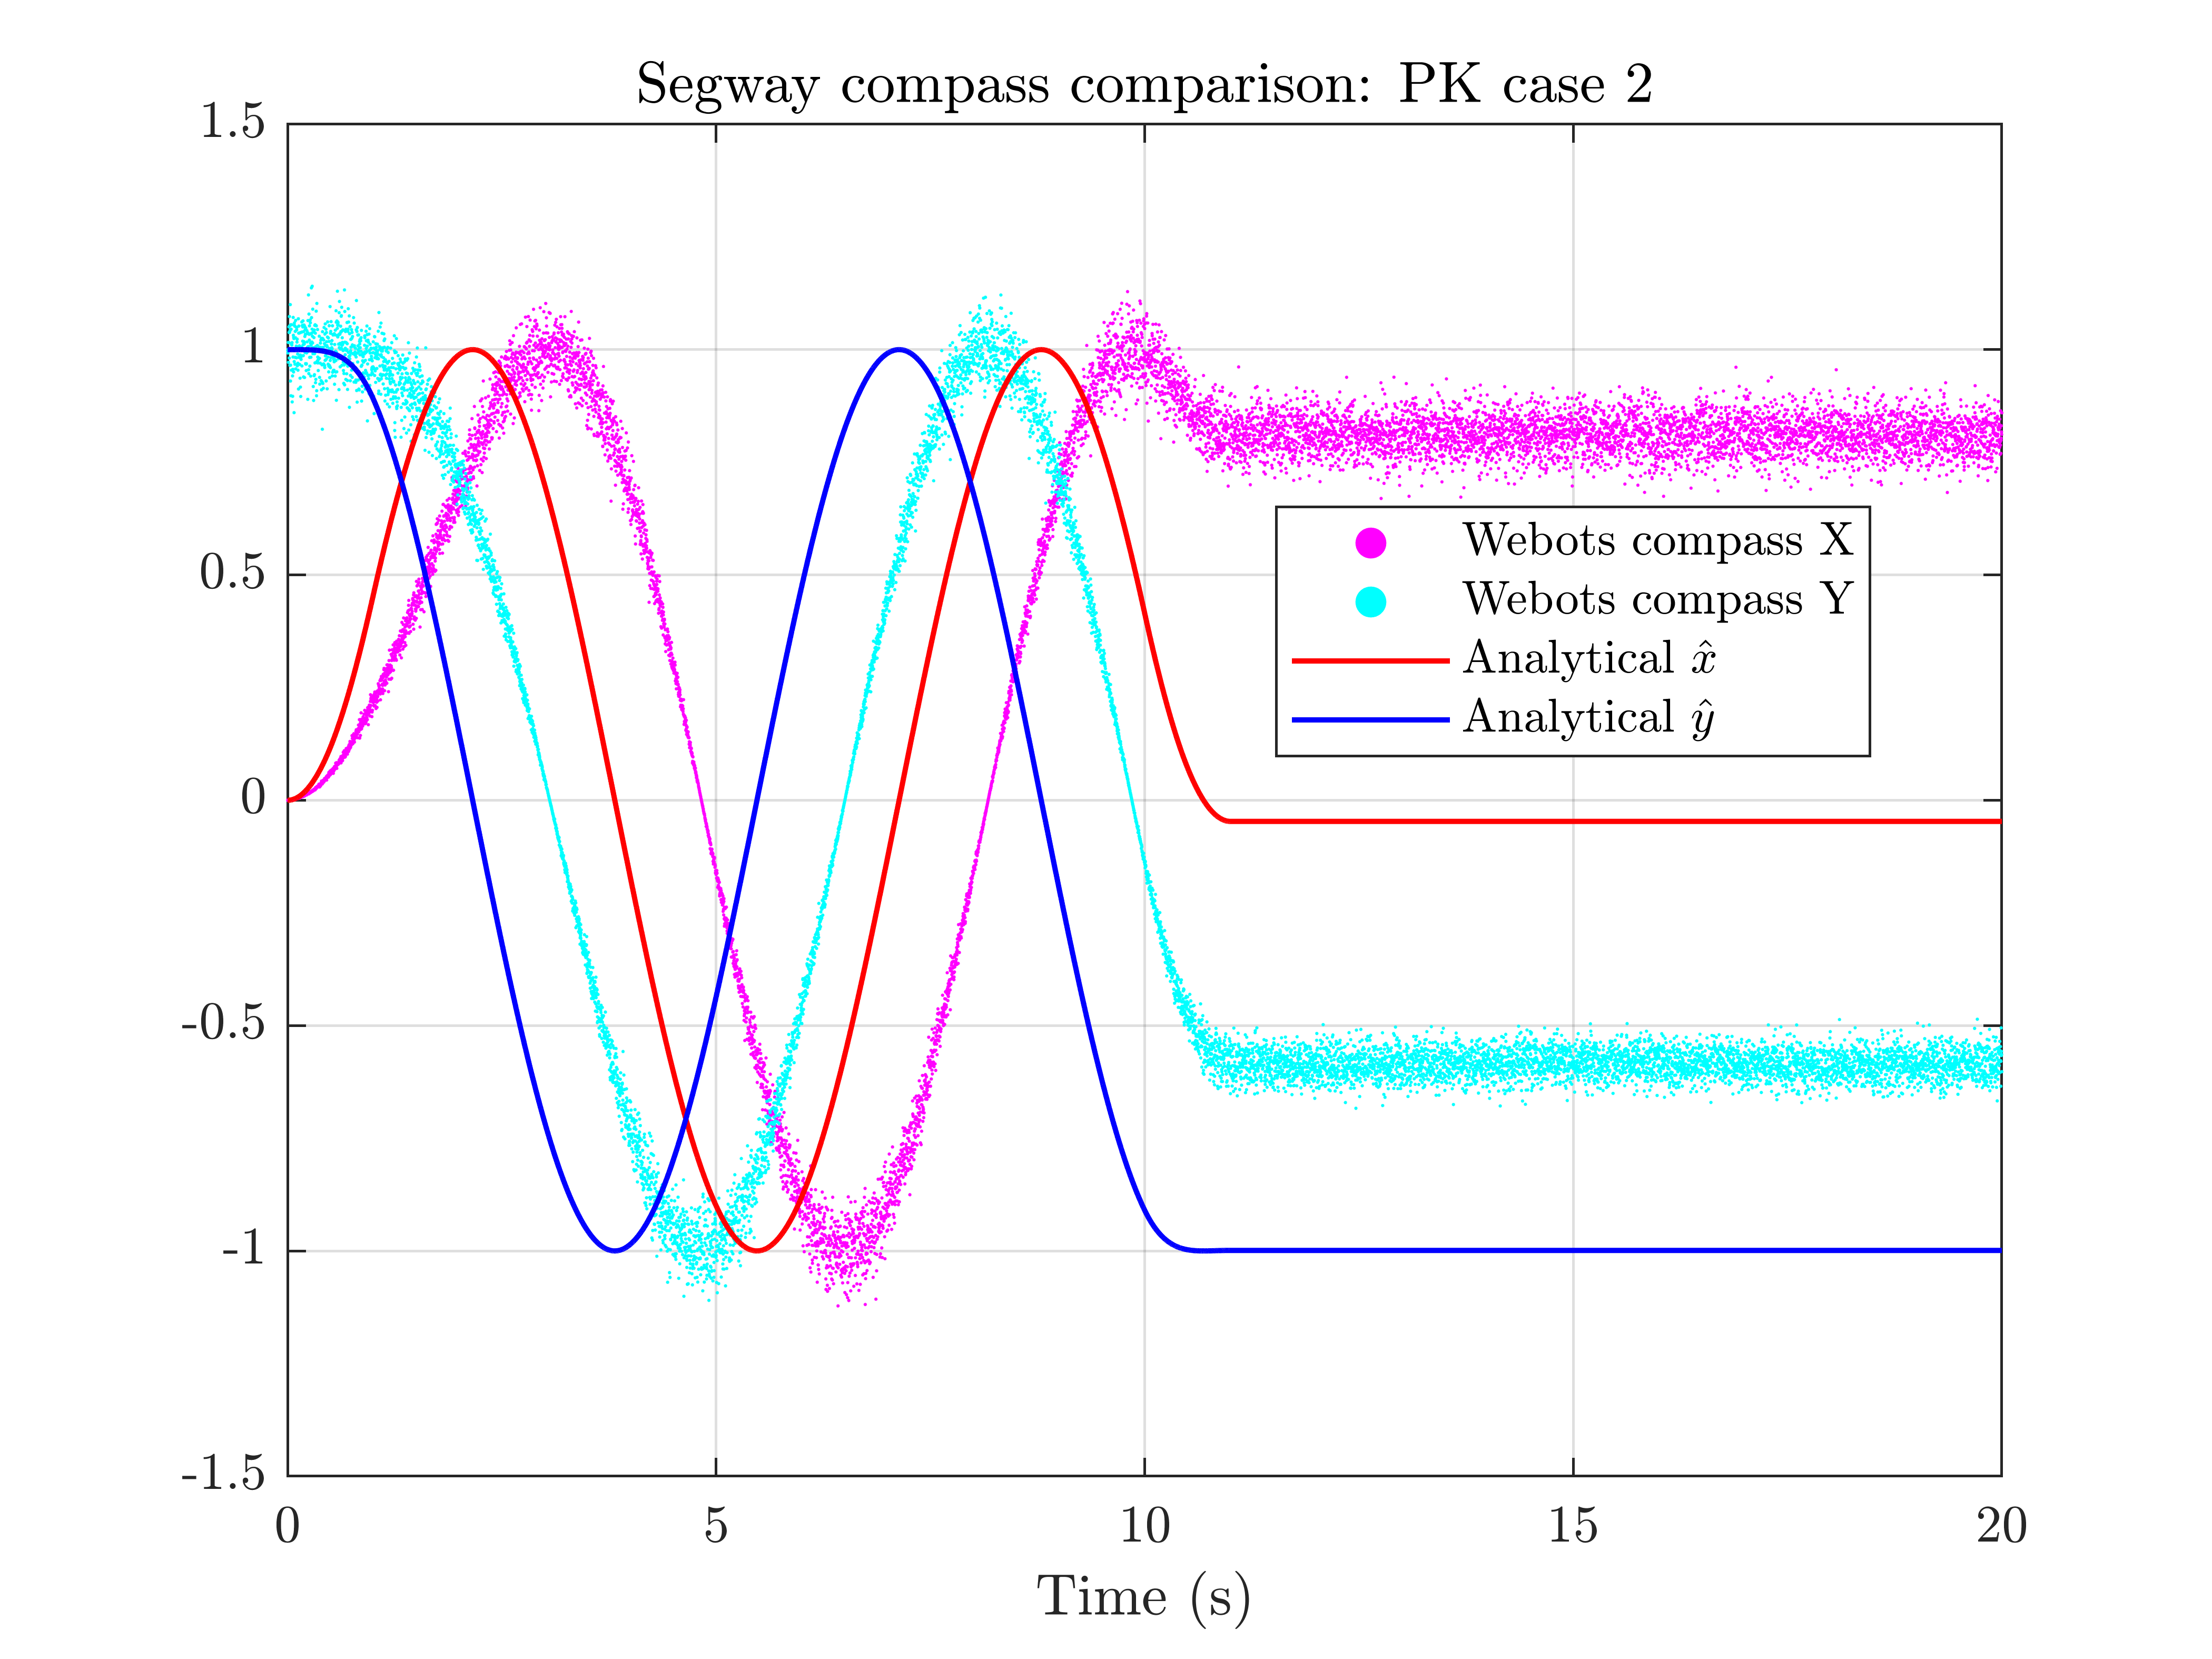 Segway compass comparison: PK case 2
1.5
1
0.5
0
-0.5
-1
-1.5
Webots compass X
Webots compass Y
Analytical x̂
Analytical ŷ
0 5 10 15 20
Time (s)